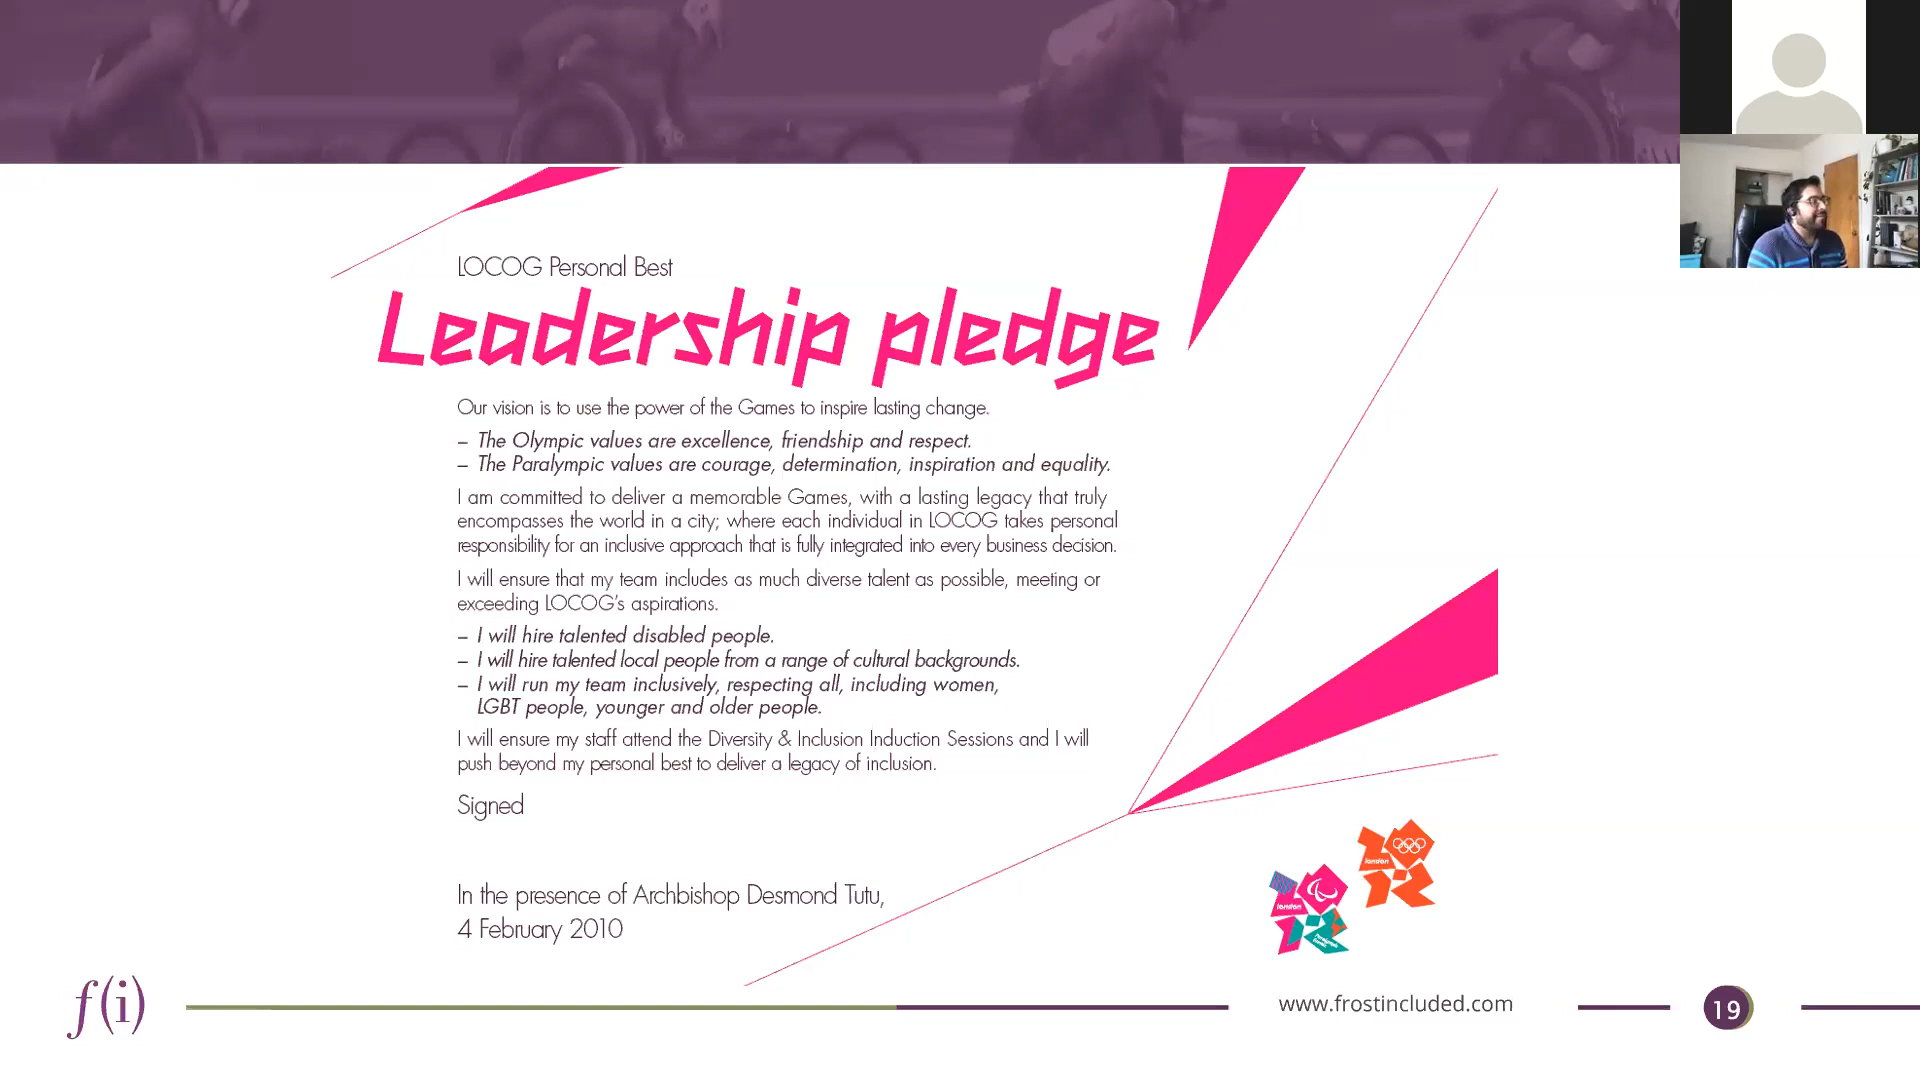 LOCOG Personal Best
Leadership pledge
Our vision is to use the power of the Games to inspire lasting change.
– The Olympic values are excellence, friendship and respect.
– The Paralympic values are courage, determination, inspiration and equality.
I am committed to deliver a memorable Games, with a lasting legacy that truly
encompasses the world in a city; where each individual in LOCOG takes personal
responsibility for an inclusive approach that is fully integrated into every business decision.
I will ensure that my team includes as much diverse talent as possible, meeting or
exceeding LOCOG's aspirations.
– I will hire talented disabled people.
– I will hire talented local people from a range of cultural backgrounds.
– I will run my team inclusively, respecting all, including women,
LGBT people, younger and older people.
I will ensure my staff attend the Diversity & Inclusion Induction Sessions and I will
push beyond my personal best to deliver a legacy of inclusion.
Signed
In the presence of Archbishop Desmond Tutu,
4 February 2010
london
london
f(i)
www.frostincluded.com
19